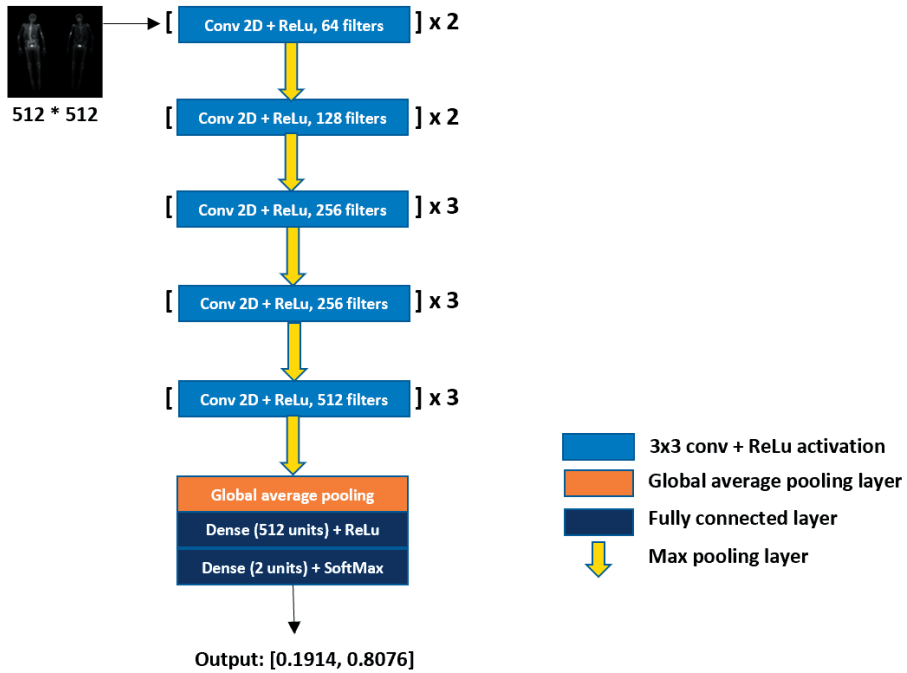 [ Conv 2D + ReLu, 64 filters ] x 2
512 * 512
[ Conv 2D + ReLu, 128 filters ] x 2
[ Conv 2D + ReLu, 256 filters ] x 3
[ Conv 2D + ReLu, 256 filters ] x 3
[ Conv 2D + ReLu, 512 filters ] x 3
Global average pooling
Dense (512 units) + ReLu
Dense (2 units) + SoftMax
Output: [0.1914, 0.8076]
3x3 conv + ReLu activation
Global average pooling layer
Fully connected layer
Max pooling layer